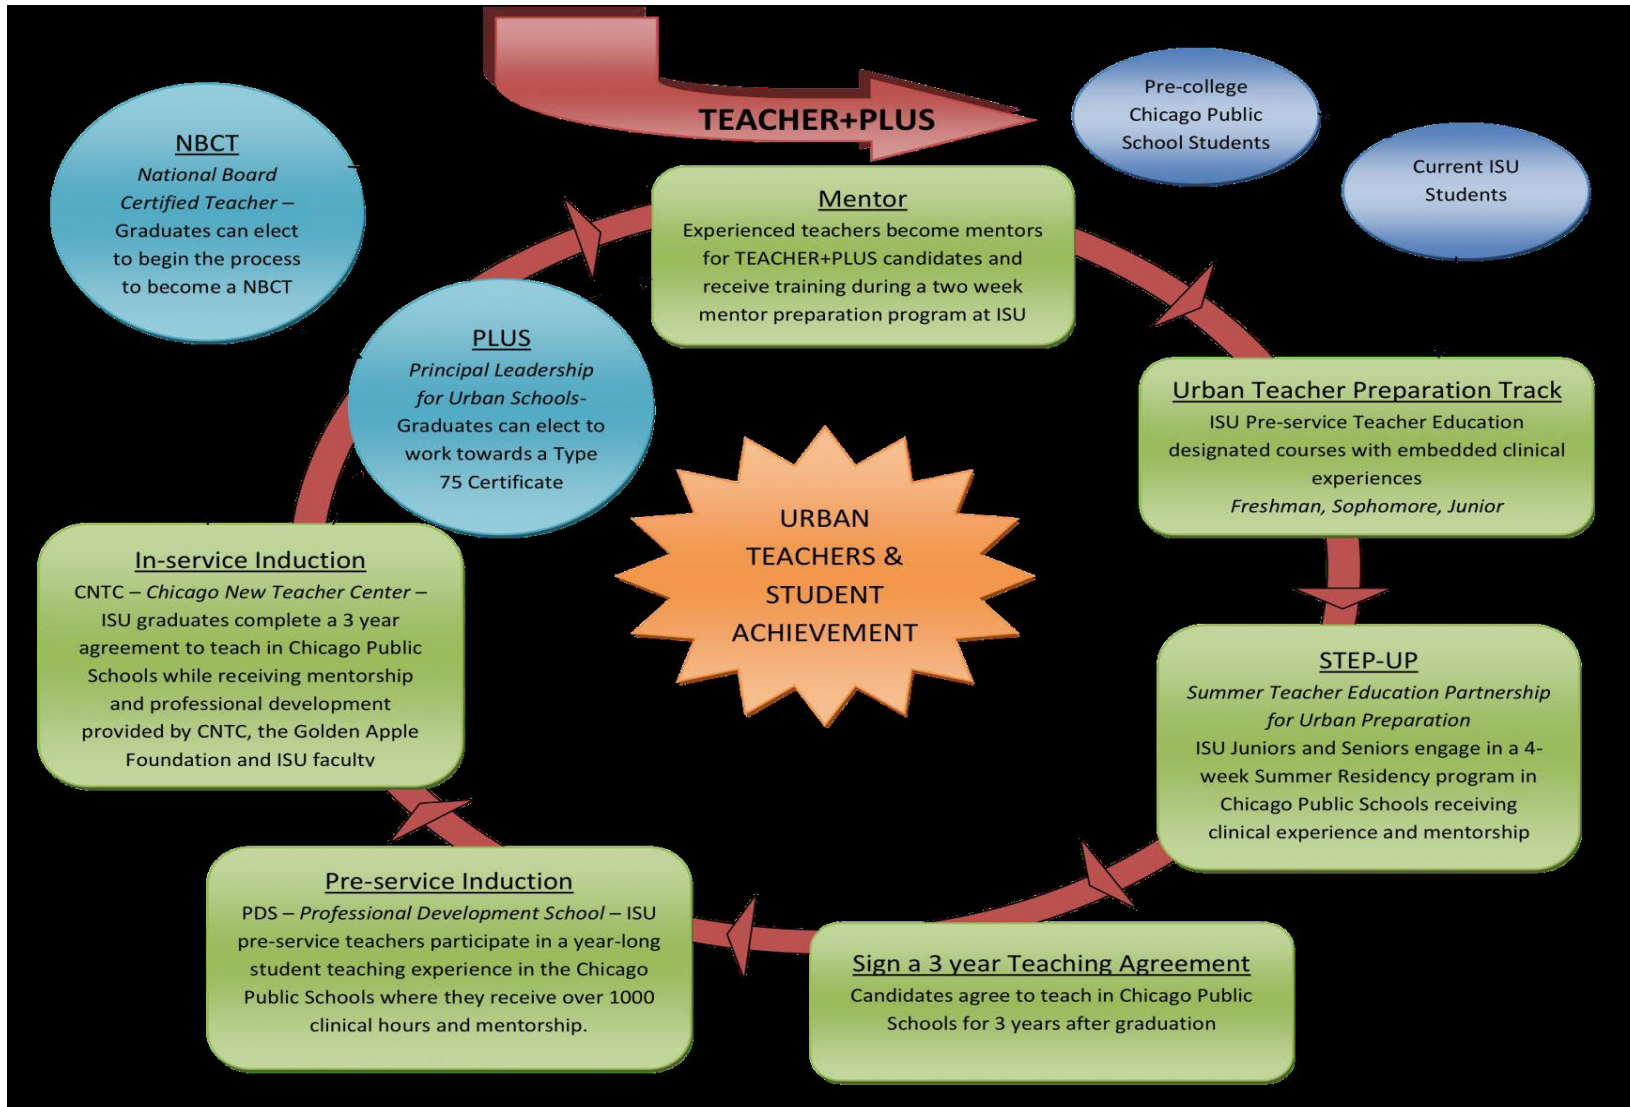 TEACHER+PLUS
Pre-college
Chicago Public
School Students
Current ISU
Students
NBCT
National Board
Certified Teacher –
Graduates can elect
to begin the process
to become a NBCT
Mentor
Experienced teachers become mentors
for TEACHER+PLUS candidates and
receive training during a two week
mentor preparation program at ISU
PLUS
Principal Leadership
for Urban Schools-
Graduates can elect to
work towards a Type
75 Certificate
Urban Teacher Preparation Track
ISU Pre-service Teacher Education
designated courses with embedded clinical
experiences
Freshman, Sophomore, Junior
URBAN
TEACHERS &
STUDENT
ACHIEVEMENT
In-service Induction
CNTC – Chicago New Teacher Center –
ISU graduates complete a 3 year
agreement to teach in Chicago Public
Schools while receiving mentorship
and professional development
provided by CNTC, the Golden Apple
Foundation and ISU faculty
STEP-UP
Summer Teacher Education Partnership
for Urban Preparation
ISU Juniors and Seniors engage in a 4-
week Summer Residency program in
Chicago Public Schools receiving
clinical experience and mentorship
Pre-service Induction
PDS – Professional Development School – ISU
pre-service teachers participate in a year-long
student teaching experience in the Chicago
Public Schools where they receive over 1000
clinical hours and mentorship.
Sign a 3 year Teaching Agreement
Candidates agree to teach in Chicago Public
Schools for 3 years after graduation